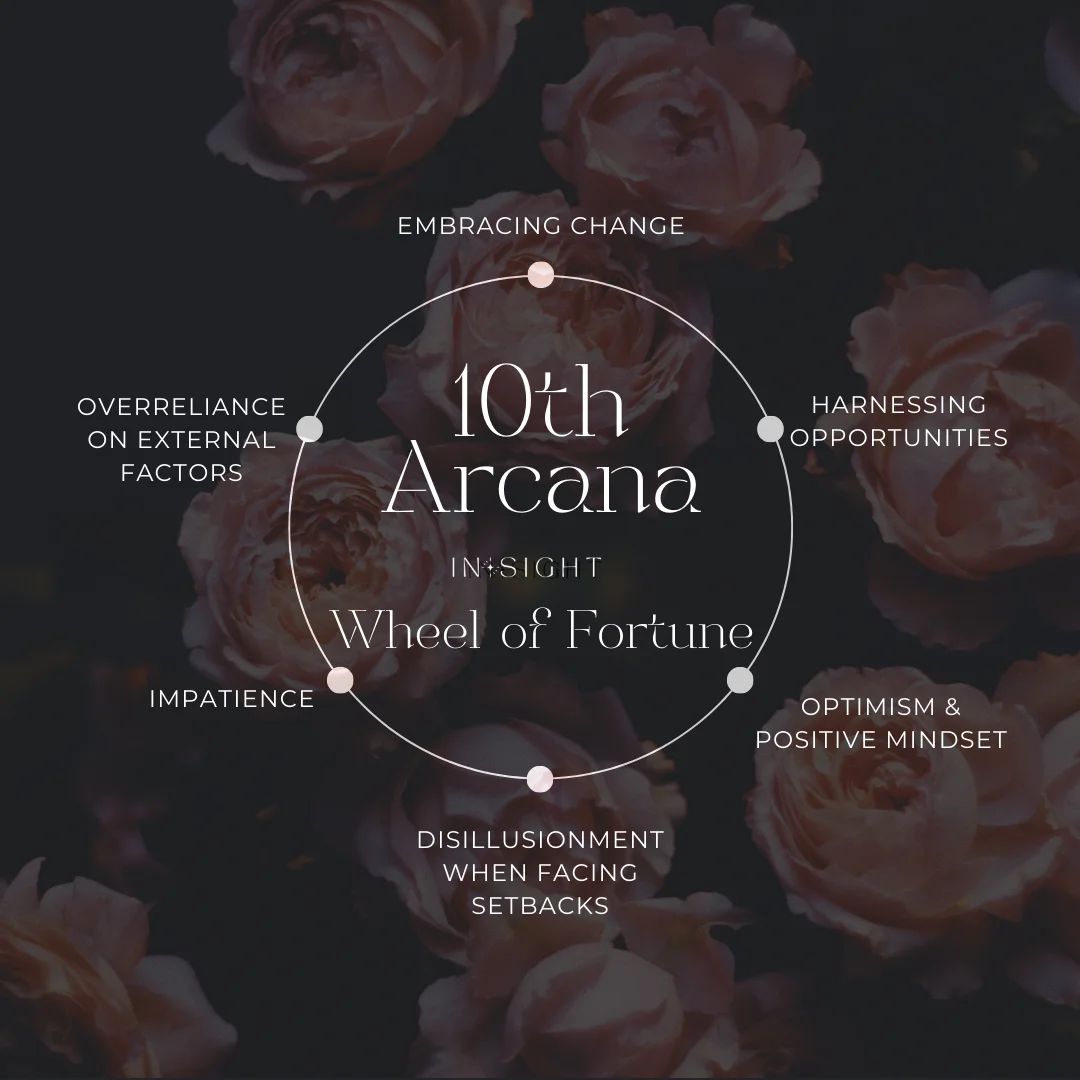 EMBRACING CHANGE
10th
Arcana
IN SIGHT
Wheel of Fortune
OVERRELIANCE
ON EXTERNAL
FACTORS
HARNESSING
OPPORTUNITIES
IMPATIENCE
OPTIMISM &
POSITIVE MINDSET
DISILLUSIONMENT
WHEN FACING
SETBACKS